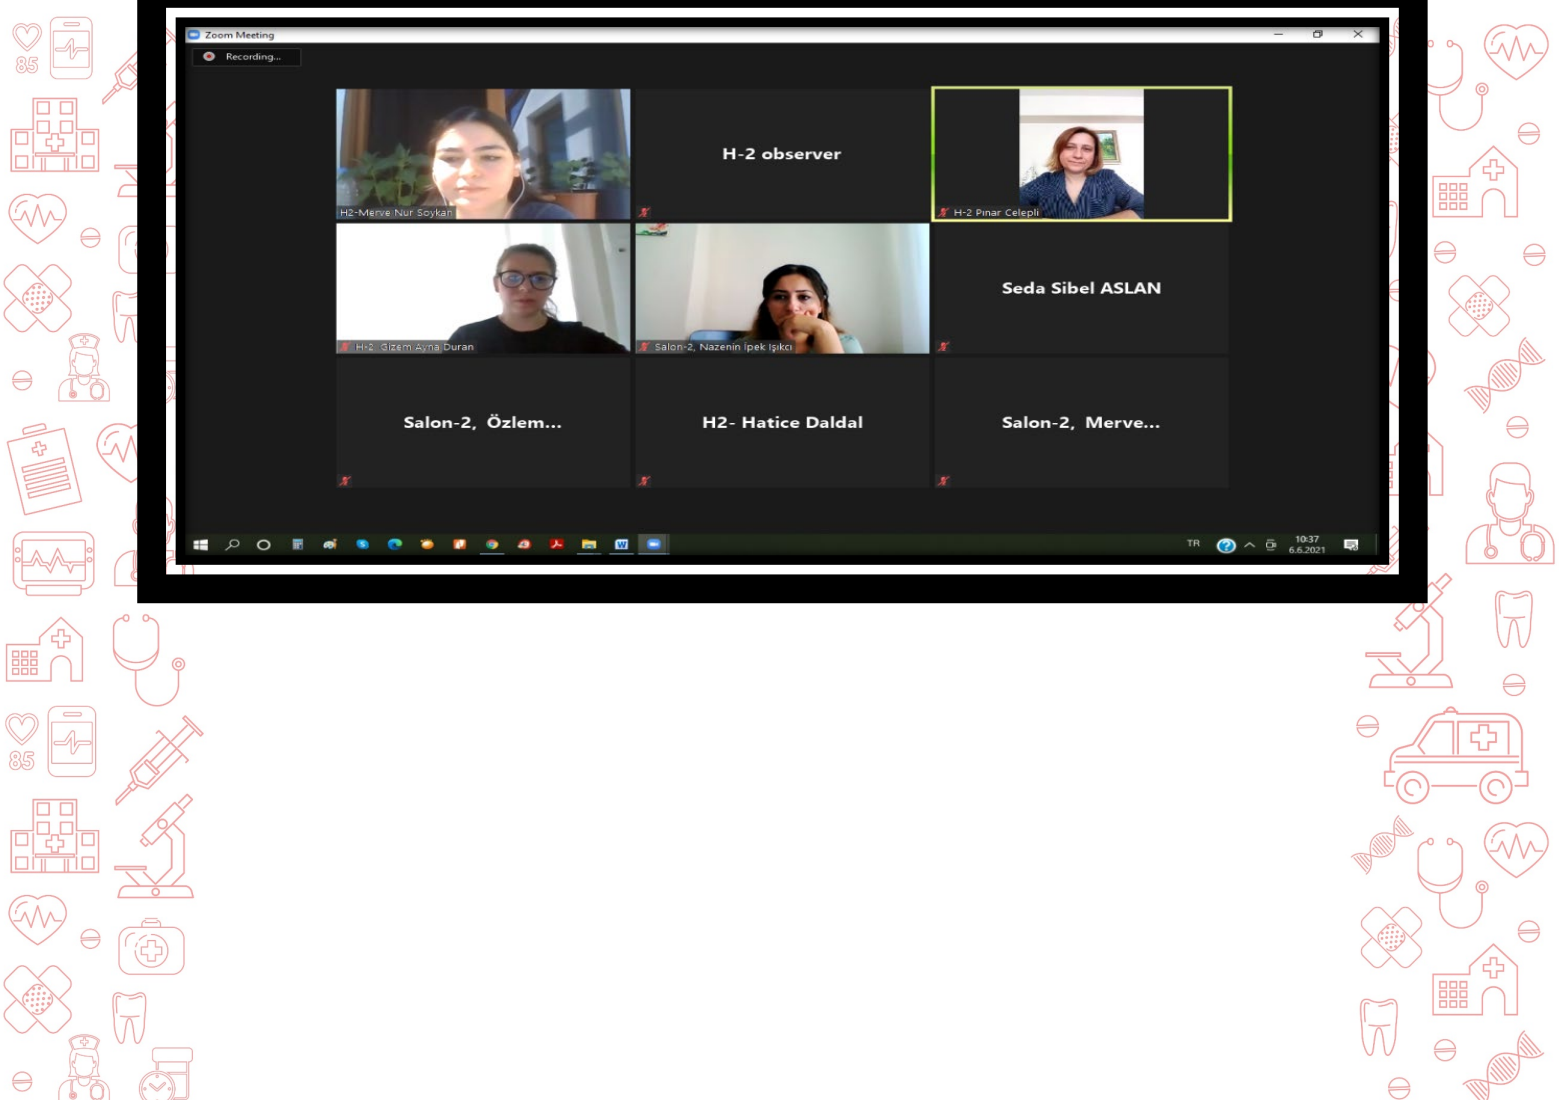 85
Zoom Meeting
Recording...
H2-Merve Nur Soykan
H-2 observer
H-2 Pınar Celepli
H-2, Gizem Ayna Duran
Salon-2, Nazenin İpek Işıkcı
Seda Sibel ASLAN
Salon-2, Özlem...
H2- Hatice Daldal
Salon-2, Merve...
TR
10:37
6.6.2021
85